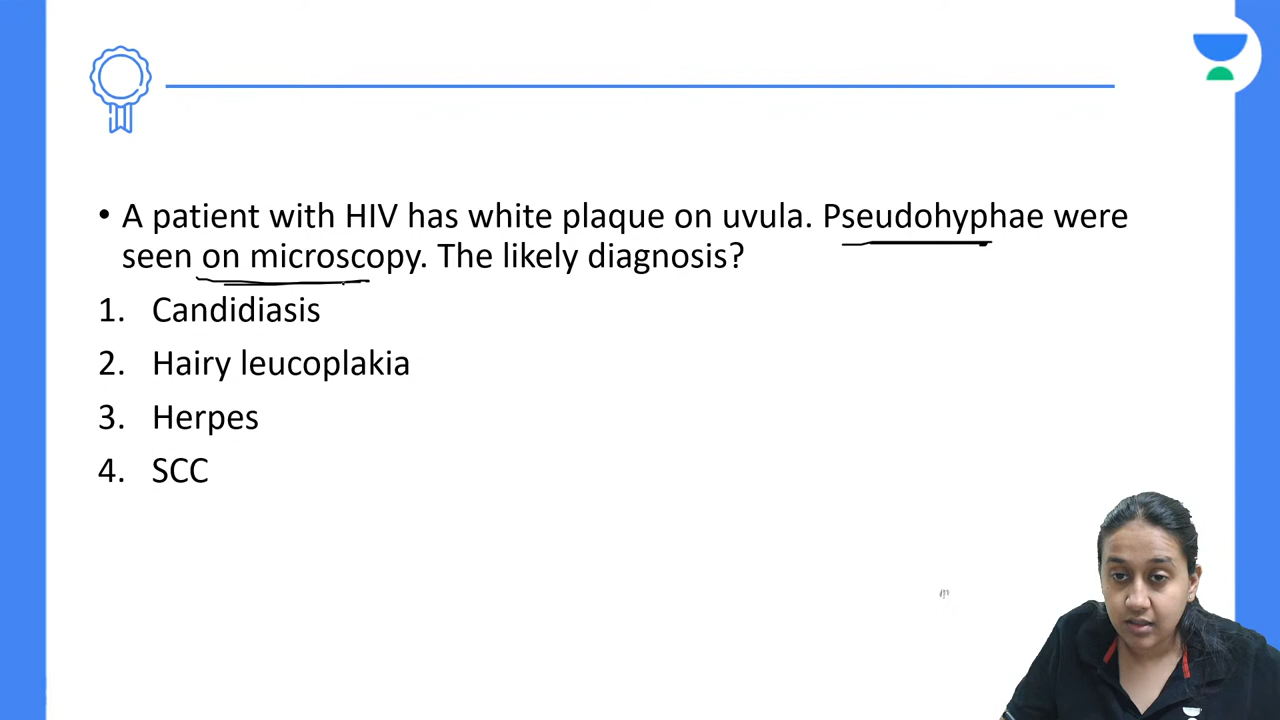 • A patient with HIV has white plaque on uvula. Pseudohyphae were
seen on microscopy. The likely diagnosis?
1. Candidiasis
2. Hairy leucoplakia
3. Herpes
4. SCC